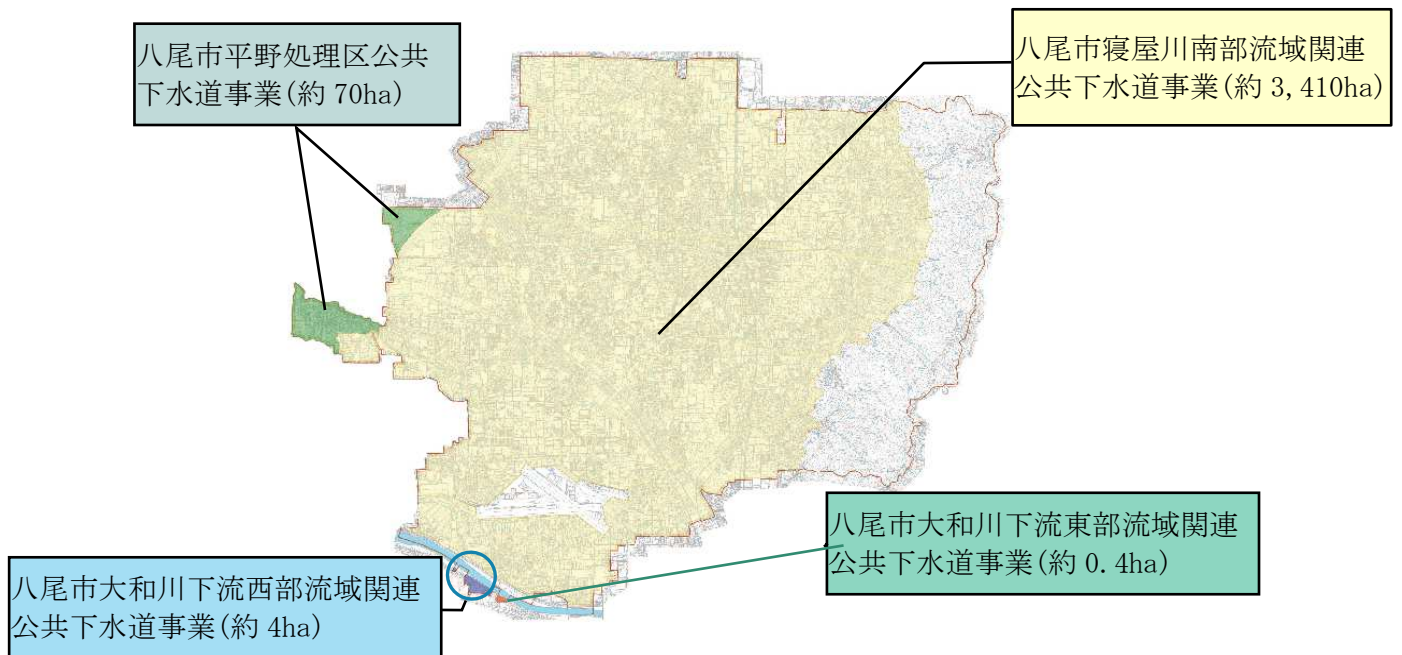 八尾市平野処理区公共
下水道事業(約 70ha)
八尾市寝屋川南部流域関連
公共下水道事業(約 3,410ha)
八尾市大和川下流東部流域関連
公共下水道事業(約 0.4ha)
八尾市大和川下流西部流域関連
公共下水道事業(約 4ha)